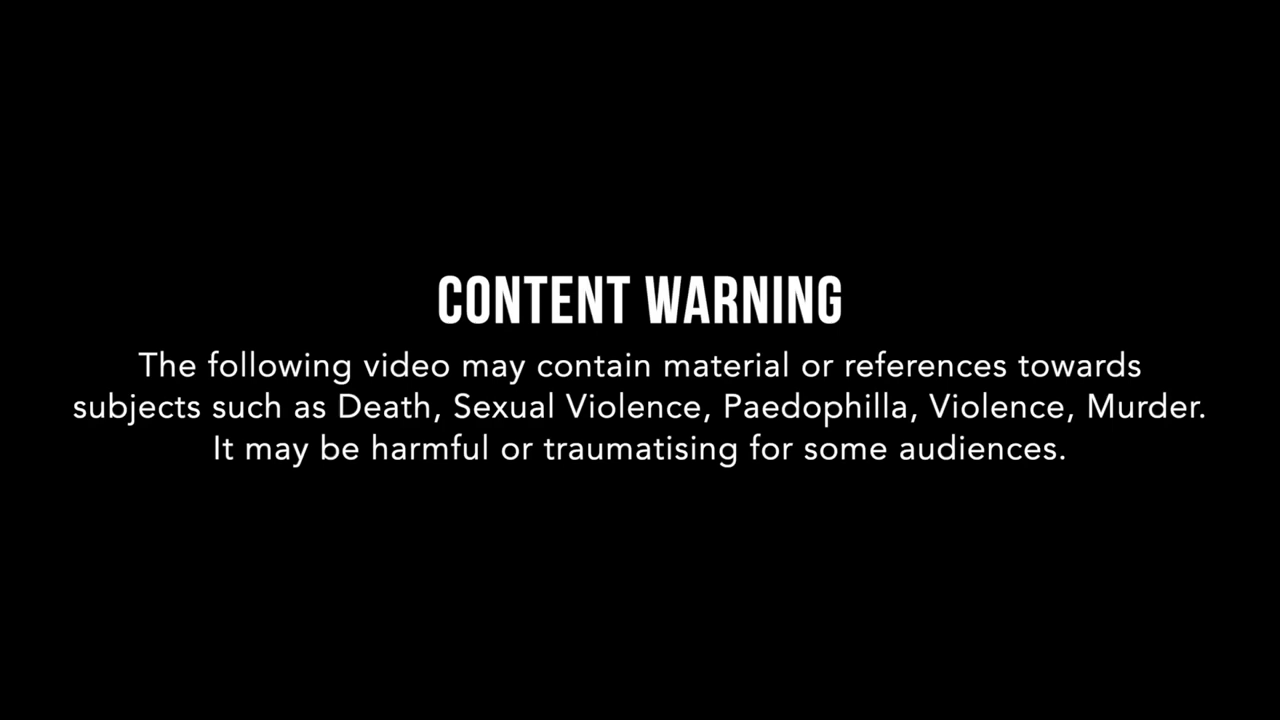 CONTENT WARNING
The following video may contain material or references towards
subjects such as Death, Sexual Violence, Paedophilla, Violence, Murder.
It may be harmful or traumatising for some audiences.